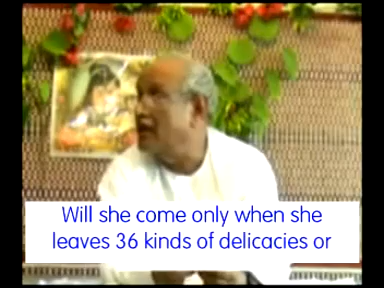 Will she come only when she
leaves 36 kinds of delicacies or